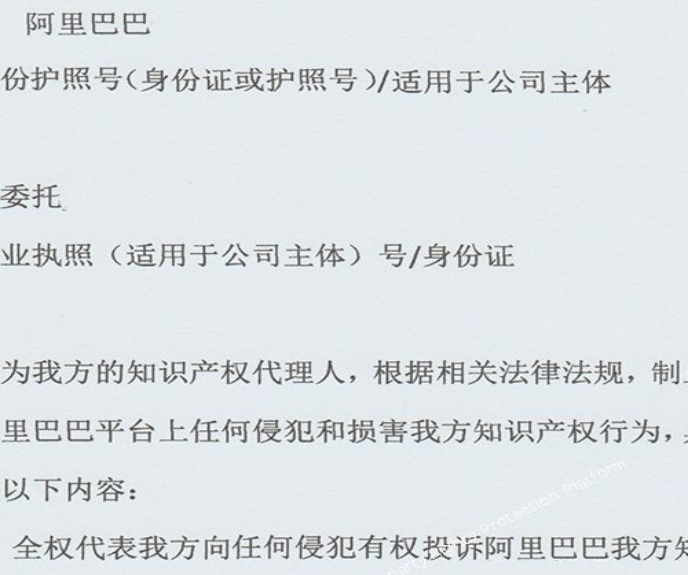 阿里巴巴
份护照号(身份证或护照号)/适用于公司主体
委托
业执照（适用于公司主体）号/身份证
为我方的知识产权代理人，根据相关法律法规，制
里巴巴平台上任何侵犯和损害我方知识产权行为，
以下内容：
Protection Platform
全权代表我方向任何侵犯有权投诉阿里巴巴我方知